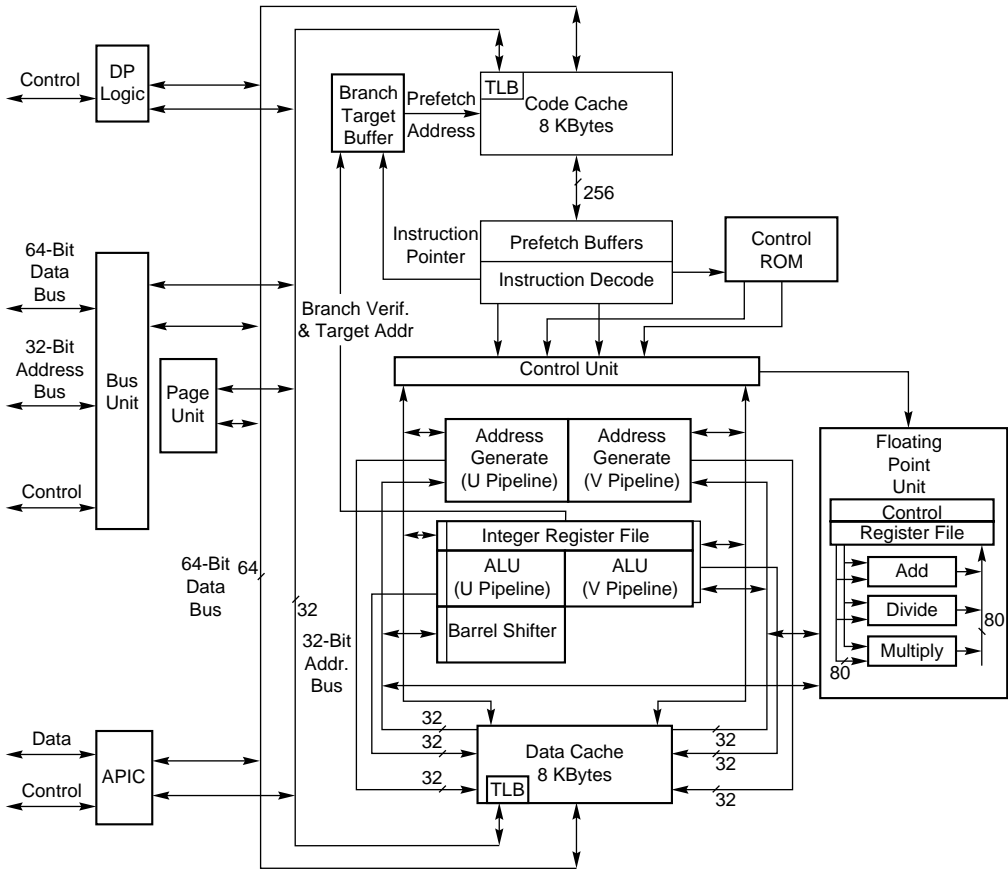 Control
DP
Logic
Branch
Target
Buffer
Prefetch
Address
TLB
Code Cache
8 KBytes
256
Instruction
Pointer
Prefetch Buffers
Instruction Decode
Control
ROM
64-Bit
Data
Bus
32-Bit
Address
Bus
Control
Bus
Unit
Page
Unit
Branch Verif.
& Target Addr
Control Unit
Address
Generate
(U Pipeline)
Address
Generate
(V Pipeline)
Integer Register File
ALU
(U Pipeline)
ALU
(V Pipeline)
Barrel Shifter
Floating
Point
Unit
Control
Register File
Add
Divide
Multiply
80
80
64-Bit
Data
Bus
64
32
32-Bit
Addr.
Bus
32
32
32
32
32
32
Data Cache
8 KBytes
TLB
Data
Control
APIC